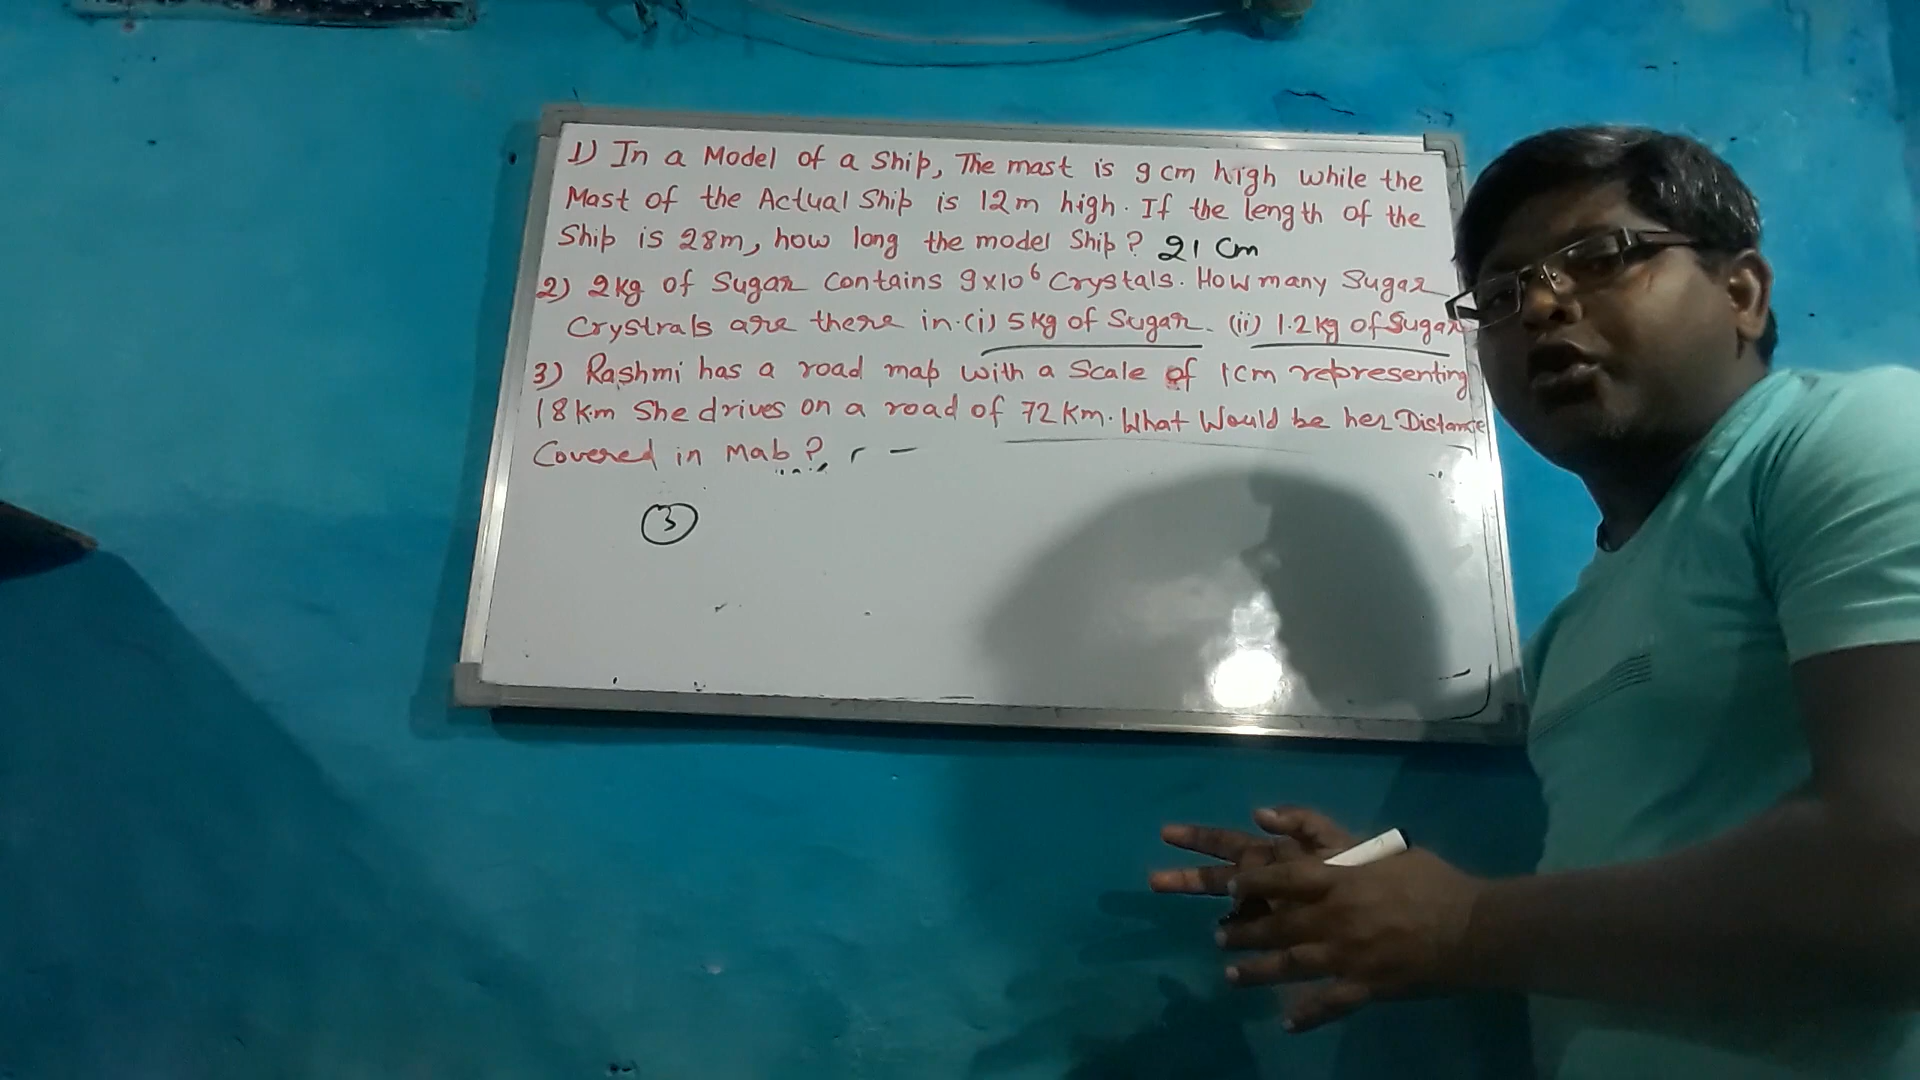 1) In a Model of a Ship, The mast is 9 cm high while the
Mast of the Actual Ship is 12m high. If the length of the
Ship is 28m, how long the model Ship? 21 Cm
2) 2kg of Sugar Contains 9x10⁶ Crystals. How many Sugar
Crystrals are there in.(i) 5kg of Sugar. (ii) 1.2kg of Sugar
3) Rashmi has a road map with a Scale of 1cm representing
18km She drives on a road of 72km. What Would be her Distance
Covered in Map?
3